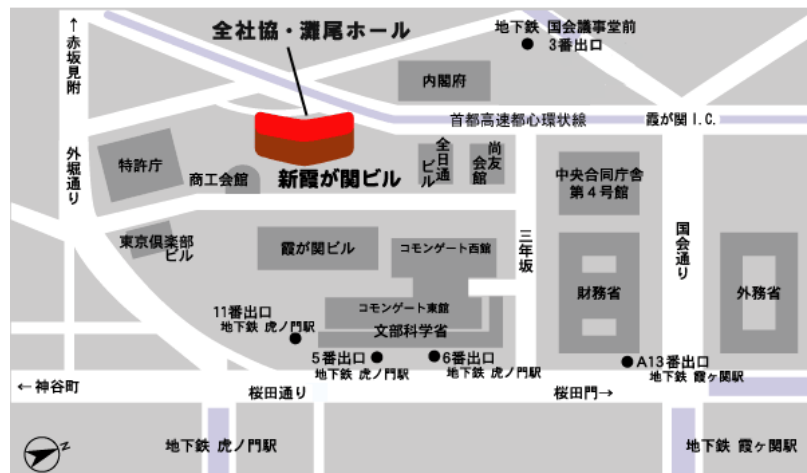 全社協・灘尾ホール
地下鉄 国会議事堂前
3番出口
↑赤坂見附
内閣府
首都高速都心環状線
霞が関I.C.
外堀通り
特許庁
商工会館
新霞が関ビル
全日通
ビル
尚友
会館
中央合同庁舎
第4号館
東京倶楽部
ビル
霞が関ビル
コモンゲート西館
三年坂
国会通り
財務省
外務省
コモンゲート東館
文部科学省
11番出口
地下鉄 虎ノ門駅
5番出口
地下鉄 虎ノ門駅
6番出口
地下鉄 虎ノ門駅
A13番出口
地下鉄 霞ヶ関駅
←神谷町
桜田通り
桜田門→
N
地下鉄 虎ノ門駅
地下鉄 霞ヶ関駅